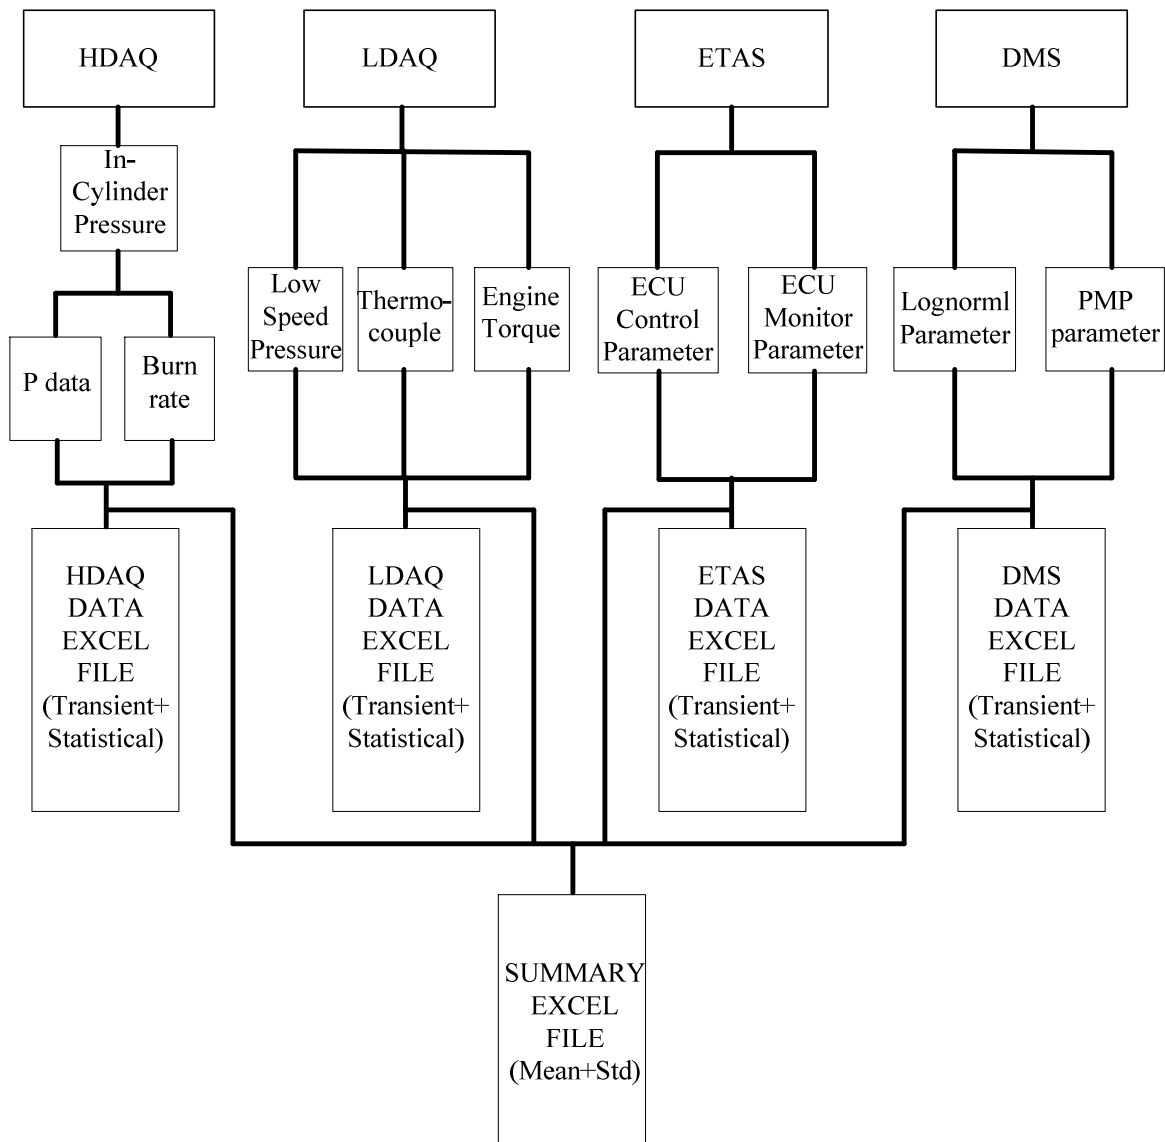 HDAQ
LDAQ
ETAS
DMS
In-
Cylinder
Pressure
Low
Speed
Pressure
Thermo-
couple
Engine
Torque
ECU
Control
Parameter
ECU
Monitor
Parameter
Lognorml
Parameter
PMP
parameter
P data
Burn
rate
HDAQ
DATA
EXCEL
FILE
(Transient+
Statistical)
LDAQ
DATA
EXCEL
FILE
(Transient+
Statistical)
ETAS
DATA
EXCEL
FILE
(Transient+
Statistical)
DMS
DATA
EXCEL
FILE
(Transient+
Statistical)
SUMMARY
EXCEL
FILE
(Mean+Std)